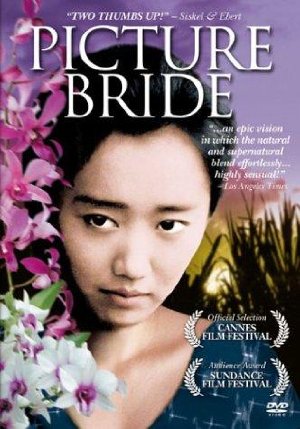 "TWO THUMBS UP!" – Siskel & Ebert
PICTURE
BRIDE
"...an epic vision
in which the natural
and supernatural
blend effortlessly...
highly sensual!"
–Los Angeles Times
Official Selection
CANNES
FILM FESTIVAL
Audience Award
SUNDANCE
FILM FESTIVAL
DVD
VIDEO